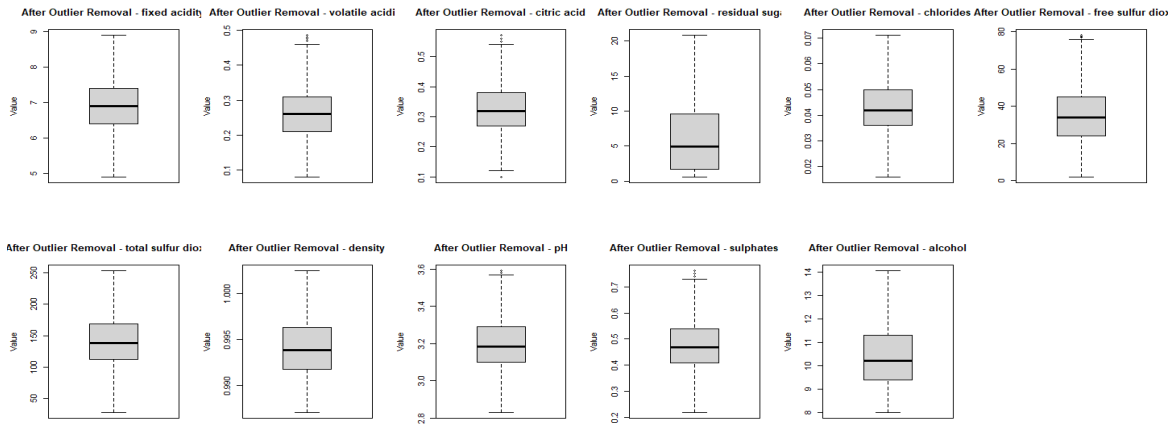 After Outlier Removal - fixed acidity
After Outlier Removal - volatile acidi
After Outlier Removal - citric acid
After Outlier Removal - residual suga
After Outlier Removal - chlorides
After Outlier Removal - free sulfur diox
Value
9
8
7
6
5
Value
0.5
0.4
0.3
0.2
0.1
Value
0.5
0.4
0.3
0.2
0.1
Value
20
15
10
5
0
Value
0.07
0.06
0.05
0.04
0.03
0.02
Value
80
60
40
20
0
After Outlier Removal - total sulfur diox
After Outlier Removal - density
After Outlier Removal - pH
After Outlier Removal - sulphates
After Outlier Removal - alcohol
Value
250
200
150
100
50
Value
1.000
0.995
0.990
Value
3.6
3.4
3.2
3.0
2.8
Value
0.7
0.6
0.5
0.4
0.3
0.2
Value
14
13
12
11
10
9
8